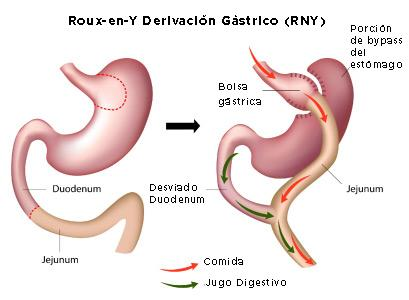 Roux-en-Y Derivación Gástrico (RNY)
Porción
de bypass
del
estómago
Bolsa
gástrica
Duodenum
Desviado
Duodenum
Jejunum
Jejunum
Comida
Jugo Digestivo